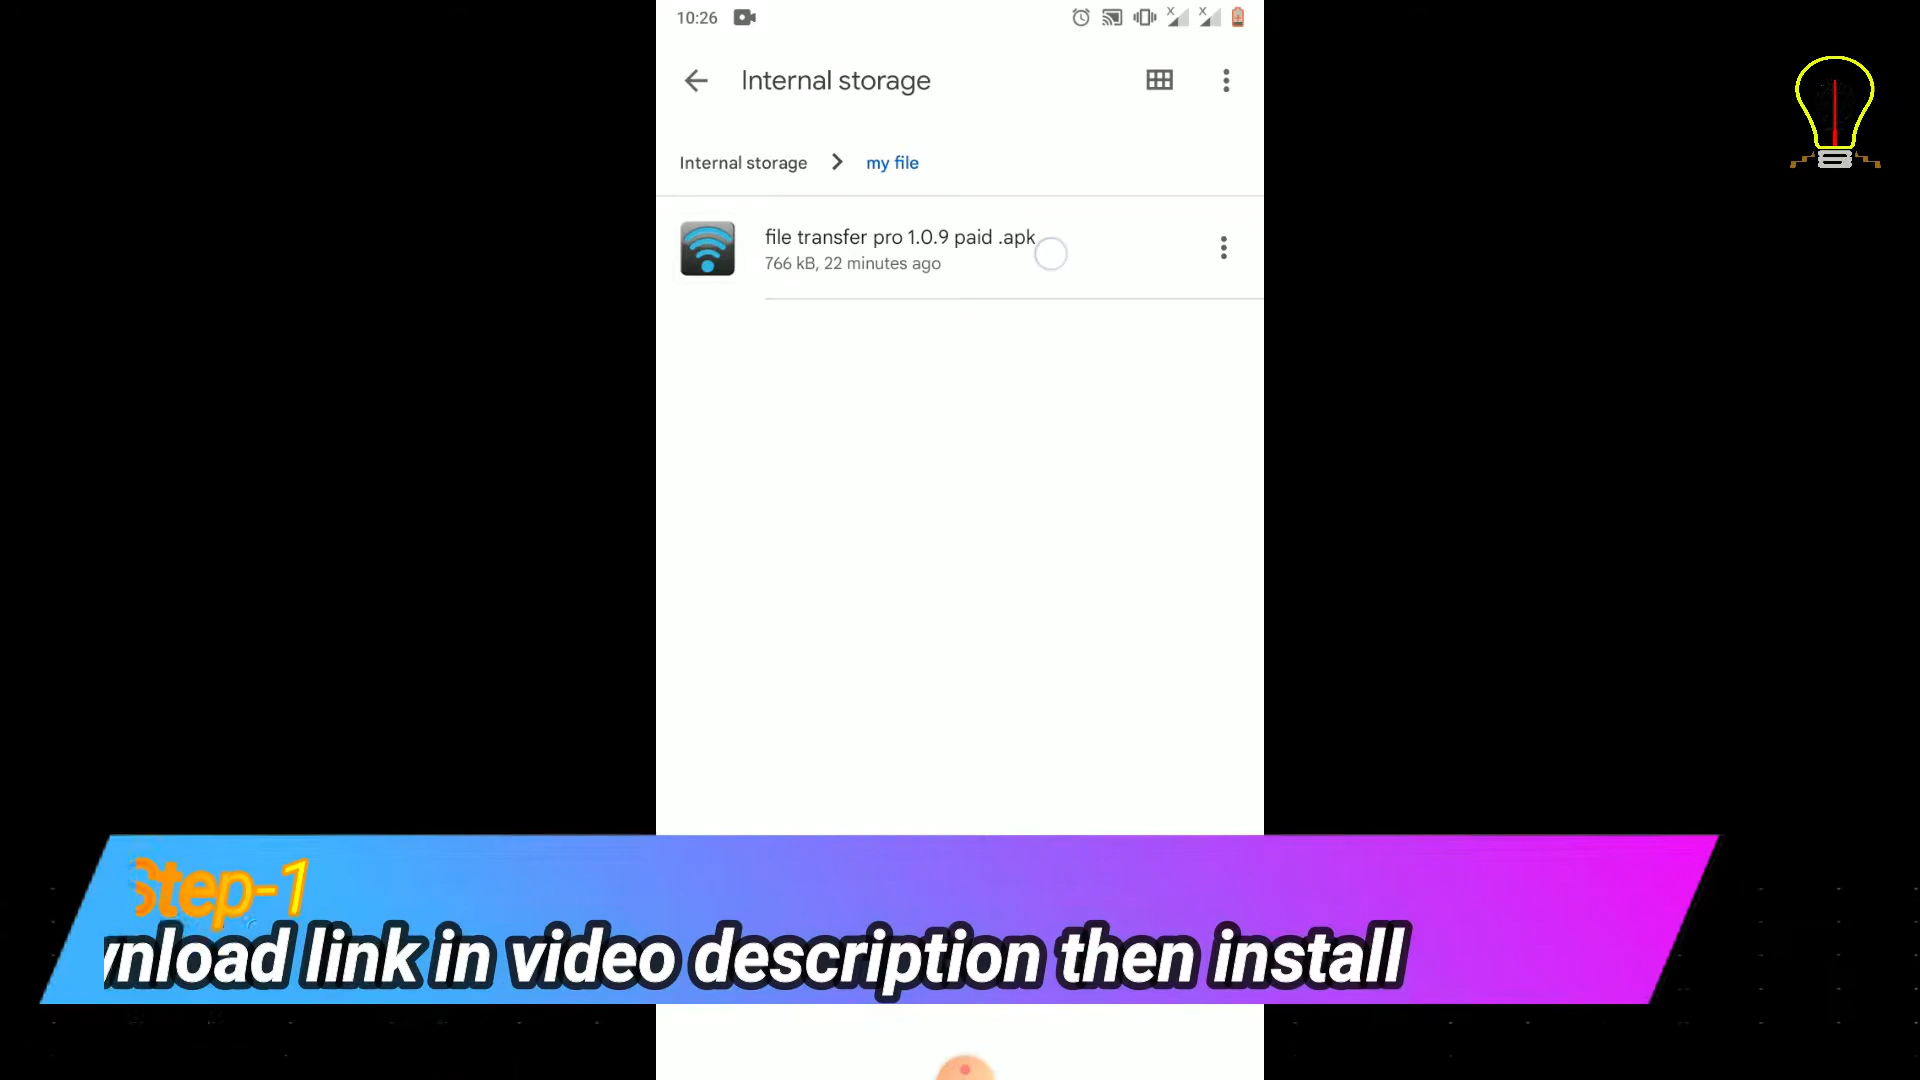 10:26
Internal storage
Internal storage > my file
file transfer pro 1.0.9 paid .apk
766 kB, 22 minutes ago
Step-1
wnload link in video description then install